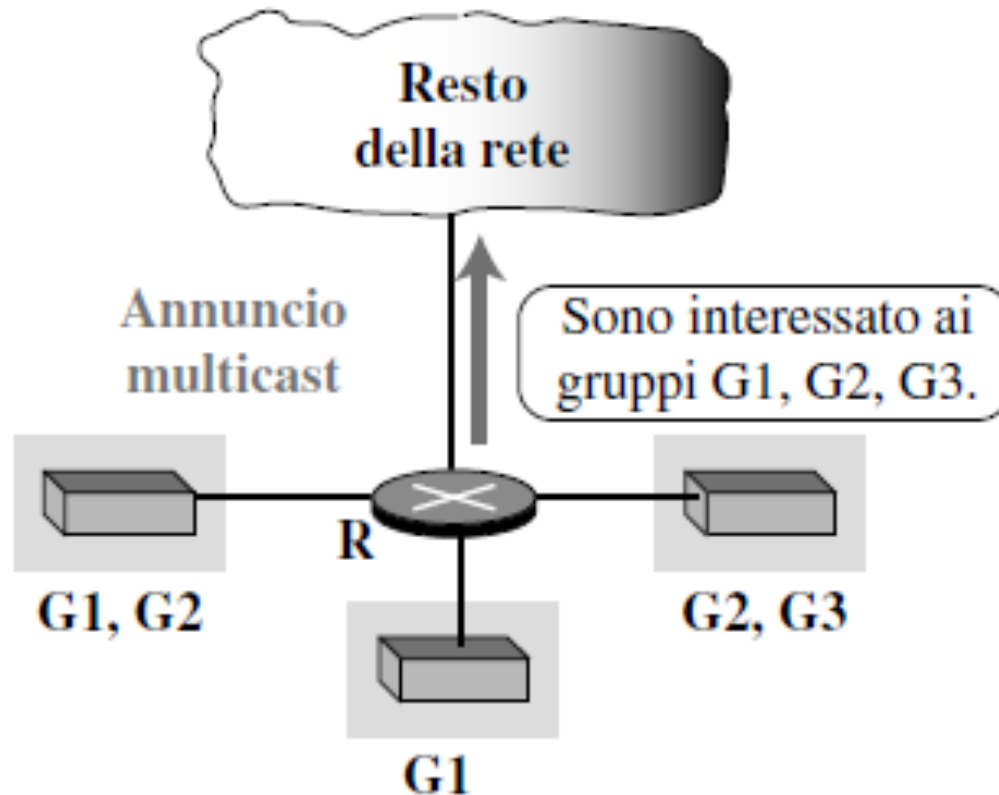 Resto
della rete
Annuncio
multicast
Sono interessato ai
gruppi G1, G2, G3.
R
G1, G2
G2, G3
G1